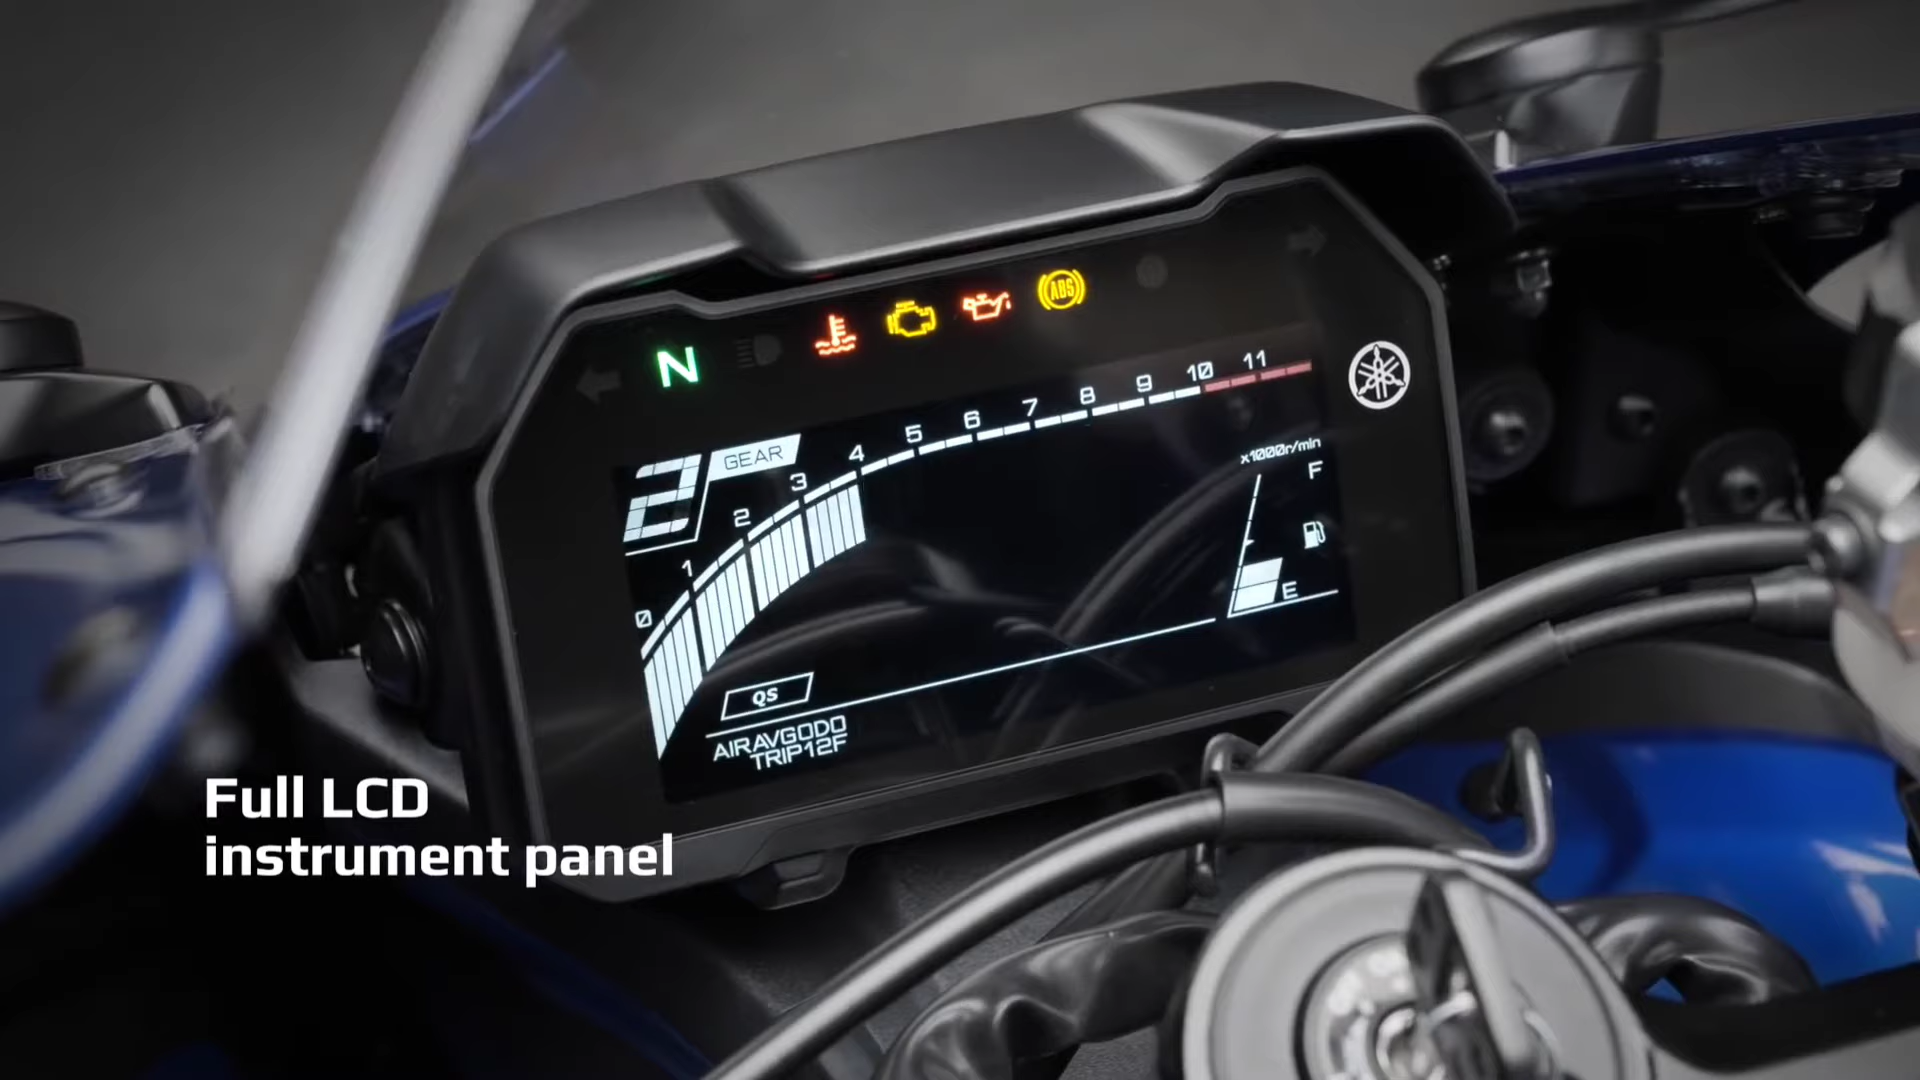 N
ABS
2 GEAR
0 1 2 3 4 5 6 7 8 9 10 11
x1000r/min
F
E
QS
AIRAVGODO
TRIP12F
Full LCD
instrument panel